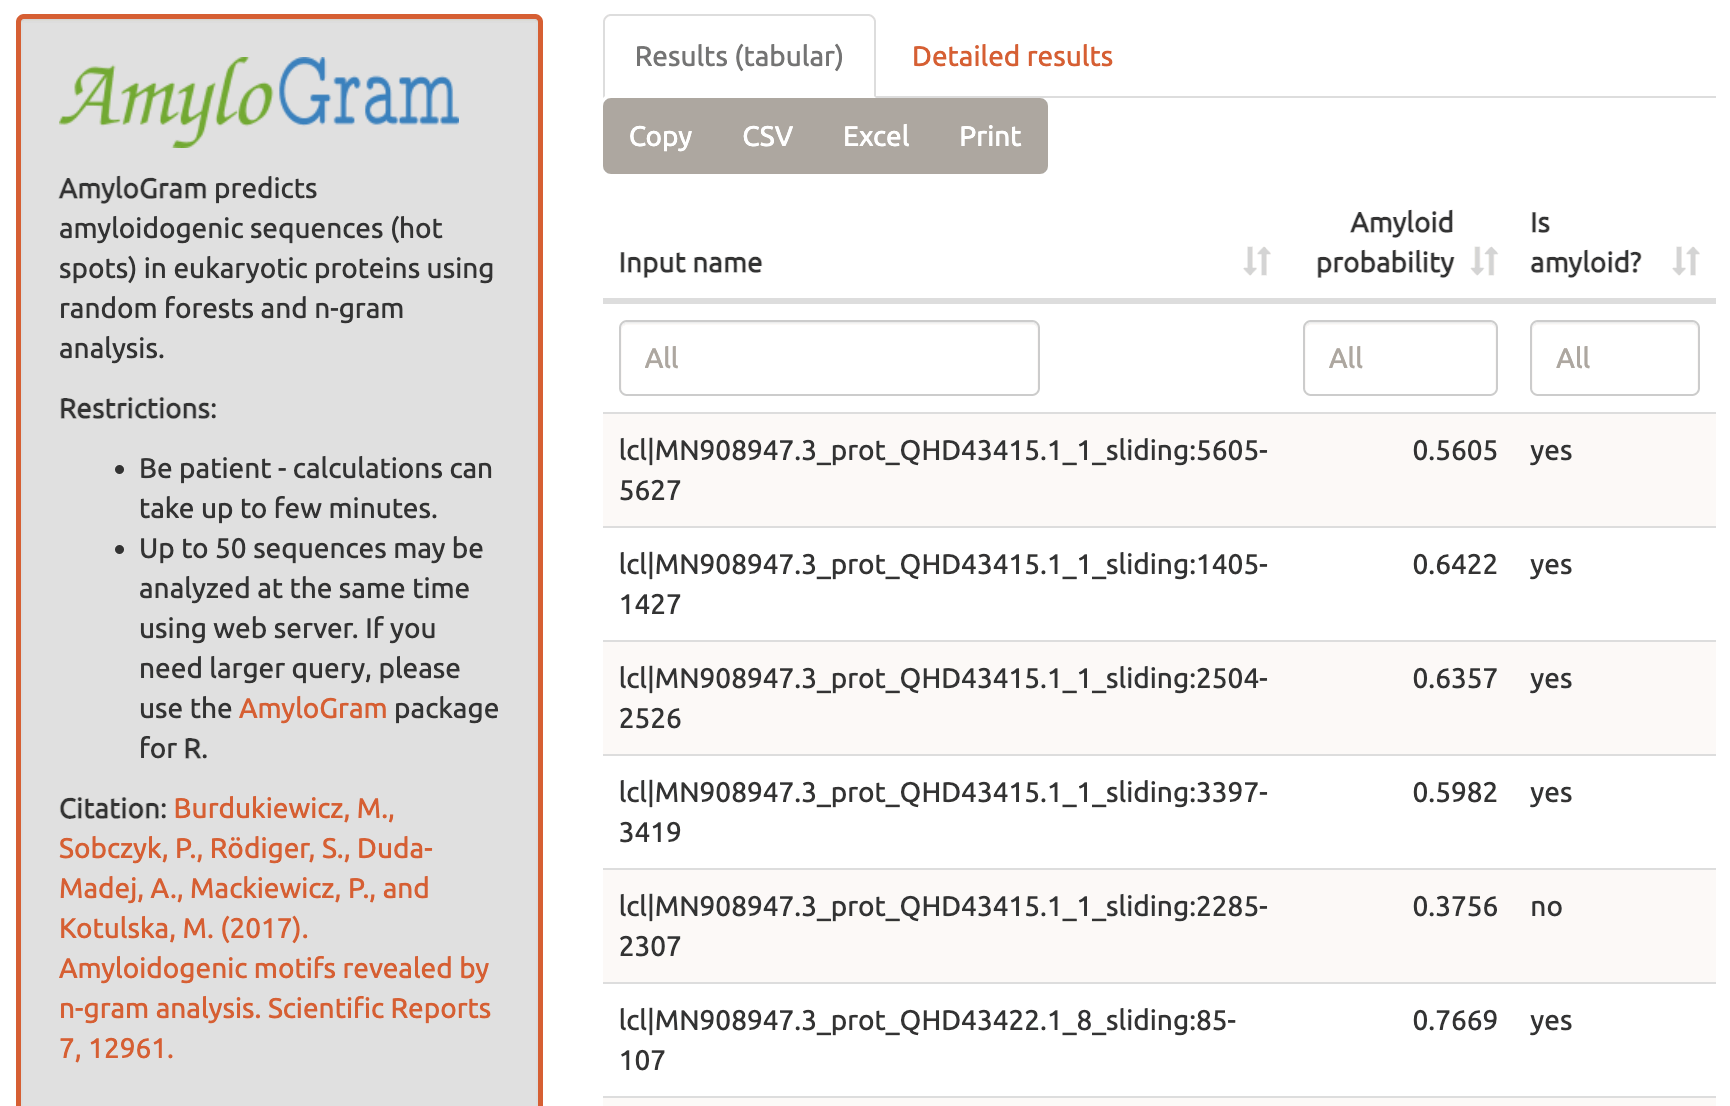 AmyloGram
AmyloGram predicts
amyloidogenic sequences (hot
spots) in eukaryotic proteins using
random forests and n-gram
analysis.
Restrictions:
• Be patient - calculations can
take up to few minutes.
• Up to 50 sequences may be
analyzed at the same time
using web server. If you
need larger query, please
use the AmyloGram package
for R.
Citation: Burdukiewicz, M.,
Sobczyk, P., Rödiger, S., Duda-
Madej, A., Mackiewicz, P., and
Kotulska, M. (2017).
Amyloidogenic motifs revealed by
n-gram analysis. Scientific Reports
7, 12961.
Results (tabular) Detailed results
Copy CSV Excel Print
Amyloid Is
Input name probability amyloid?
All All All
lcl|MN908947.3_prot_QHD43415.1_1_sliding:5605- 0.5605 yes
5627
lcl|MN908947.3_prot_QHD43415.1_1_sliding:1405- 0.6422 yes
1427
lcl|MN908947.3_prot_QHD43415.1_1_sliding:2504- 0.6357 yes
2526
lcl|MN908947.3_prot_QHD43415.1_1_sliding:3397- 0.5982 yes
3419
lcl|MN908947.3_prot_QHD43415.1_1_sliding:2285- 0.3756 no
2307
lcl|MN908947.3_prot_QHD43422.1_8_sliding:85- 0.7669 yes
107